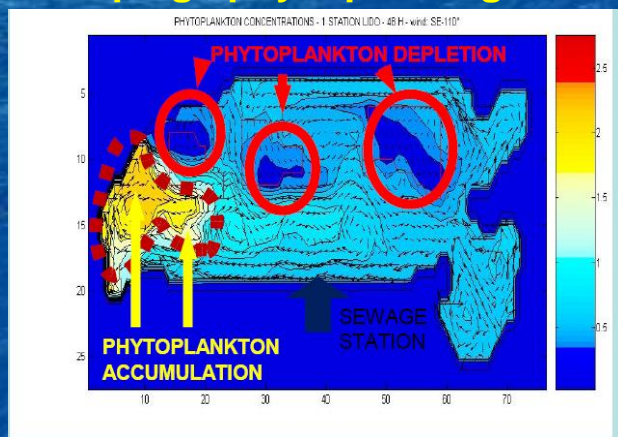 PHYTOPLANKTON CONCENTRATIONS - 1 STATION LIDO - 48 H - wind: SE-110°
PHYTOPLANKTON DEPLETION
5
10
15
20
25
2.5
2
1.5
1
0.5
SEWAGE
STATION
PHYTOPLANKTON
ACCUMULATION
10 20 30 40 50 60 70